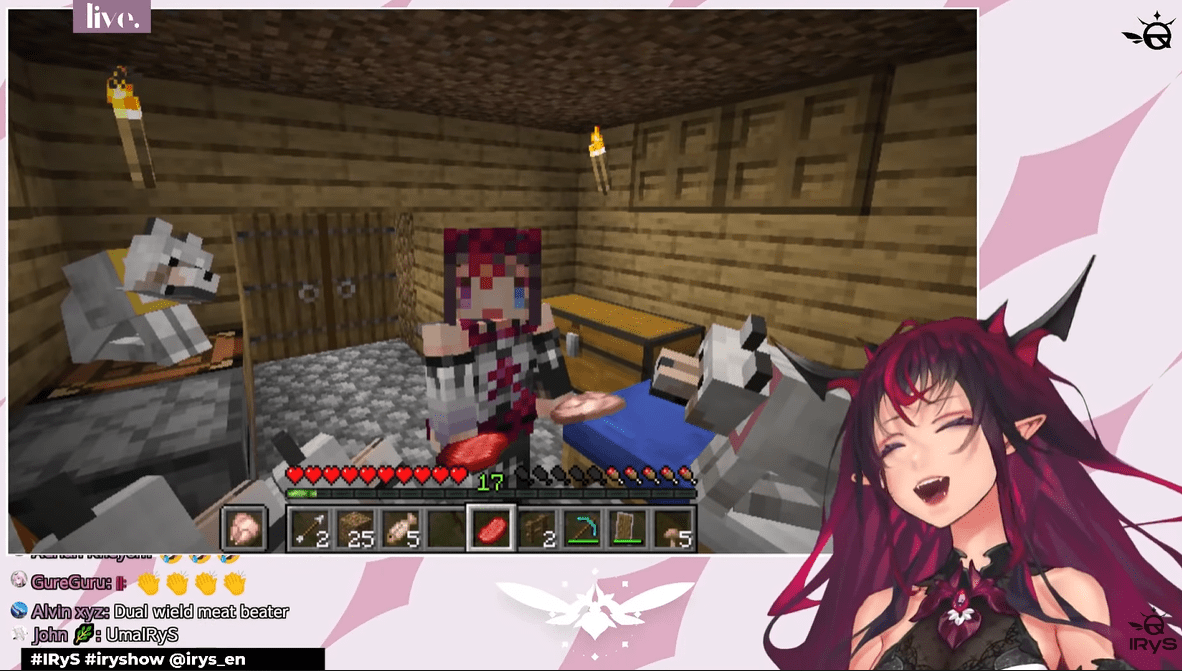 live.
17
2
25
5
2
5
GureGuru:
Alvin xyz: Dual wield meat beater
John : UmaIRyS
#IRyS #iryshow @irys_en
IRyS